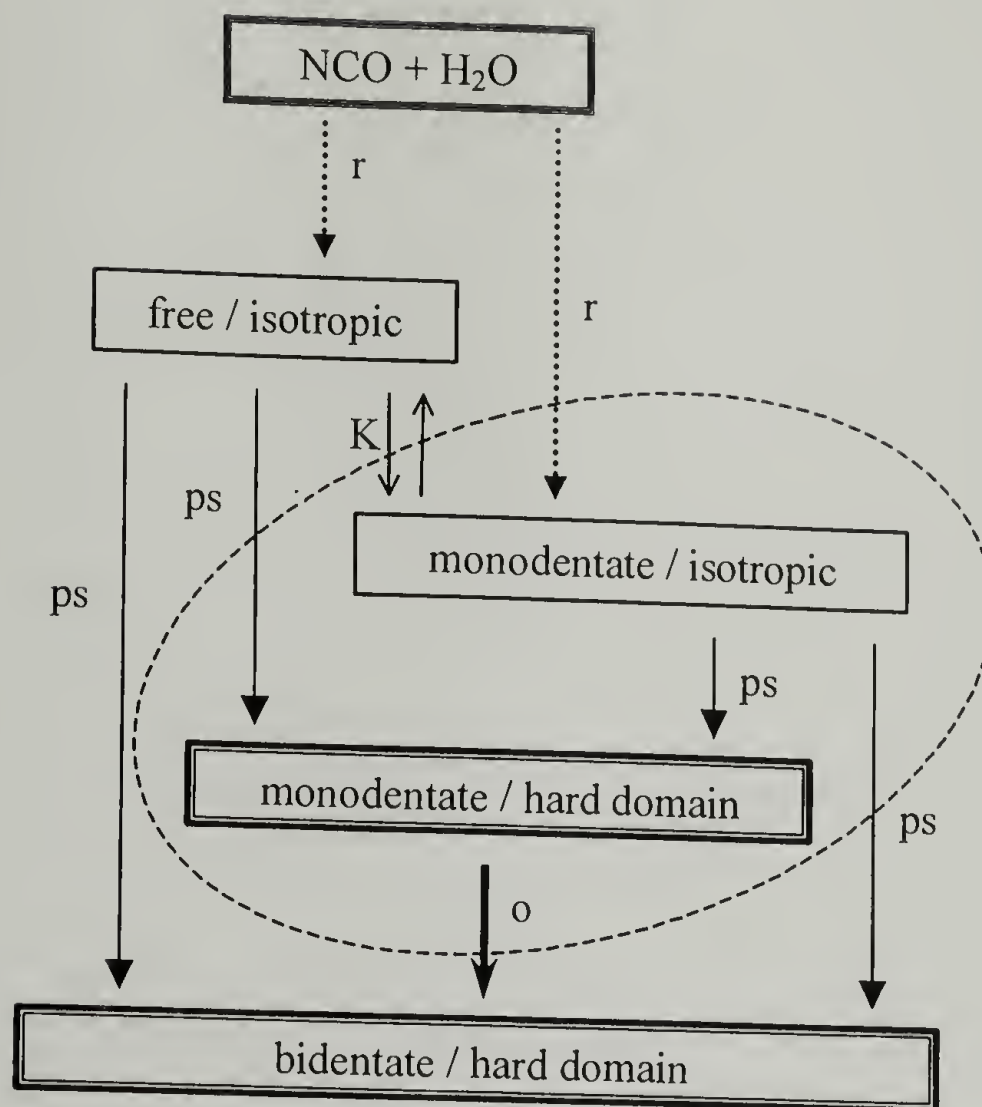 NCO + H₂O
r
r
free / isotropic
K
ps
ps
monodentate / isotropic
ps
monodentate / hard domain
ps
o
bidentate / hard domain